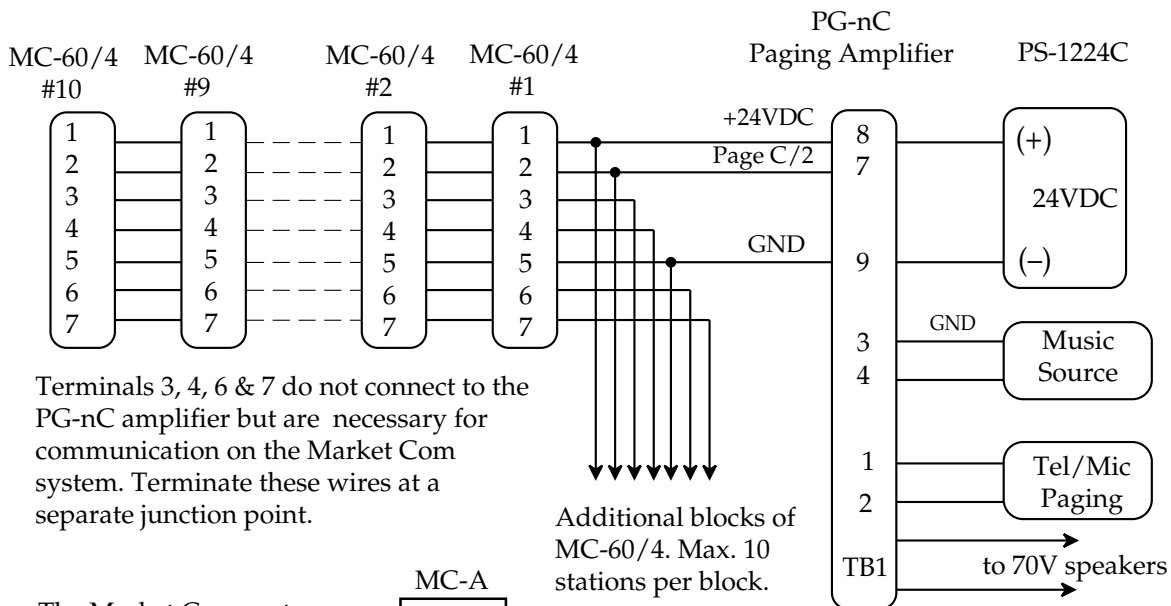 PG-nC
Paging Amplifier
PS-1224C
MC-60/4
#10
MC-60/4
#9
MC-60/4
#2
MC-60/4
#1
1
2
3
4
5
6
7
1
2
3
4
5
6
7
1
2
3
4
5
6
7
1
2
3
4
5
6
7
+24VDC
Page C/2
GND
8
7
9
3
4
1
2
TB1
(+)
24VDC
(−)
GND
Music
Source
Tel/Mic
Paging
to 70V speakers
Terminals 3, 4, 6 & 7 do not connect to the
PG-nC amplifier but are necessary for
communication on the Market Com
system. Terminate these wires at a
separate junction point.
Additional blocks of
MC-60/4. Max. 10
stations per block.
MC-A